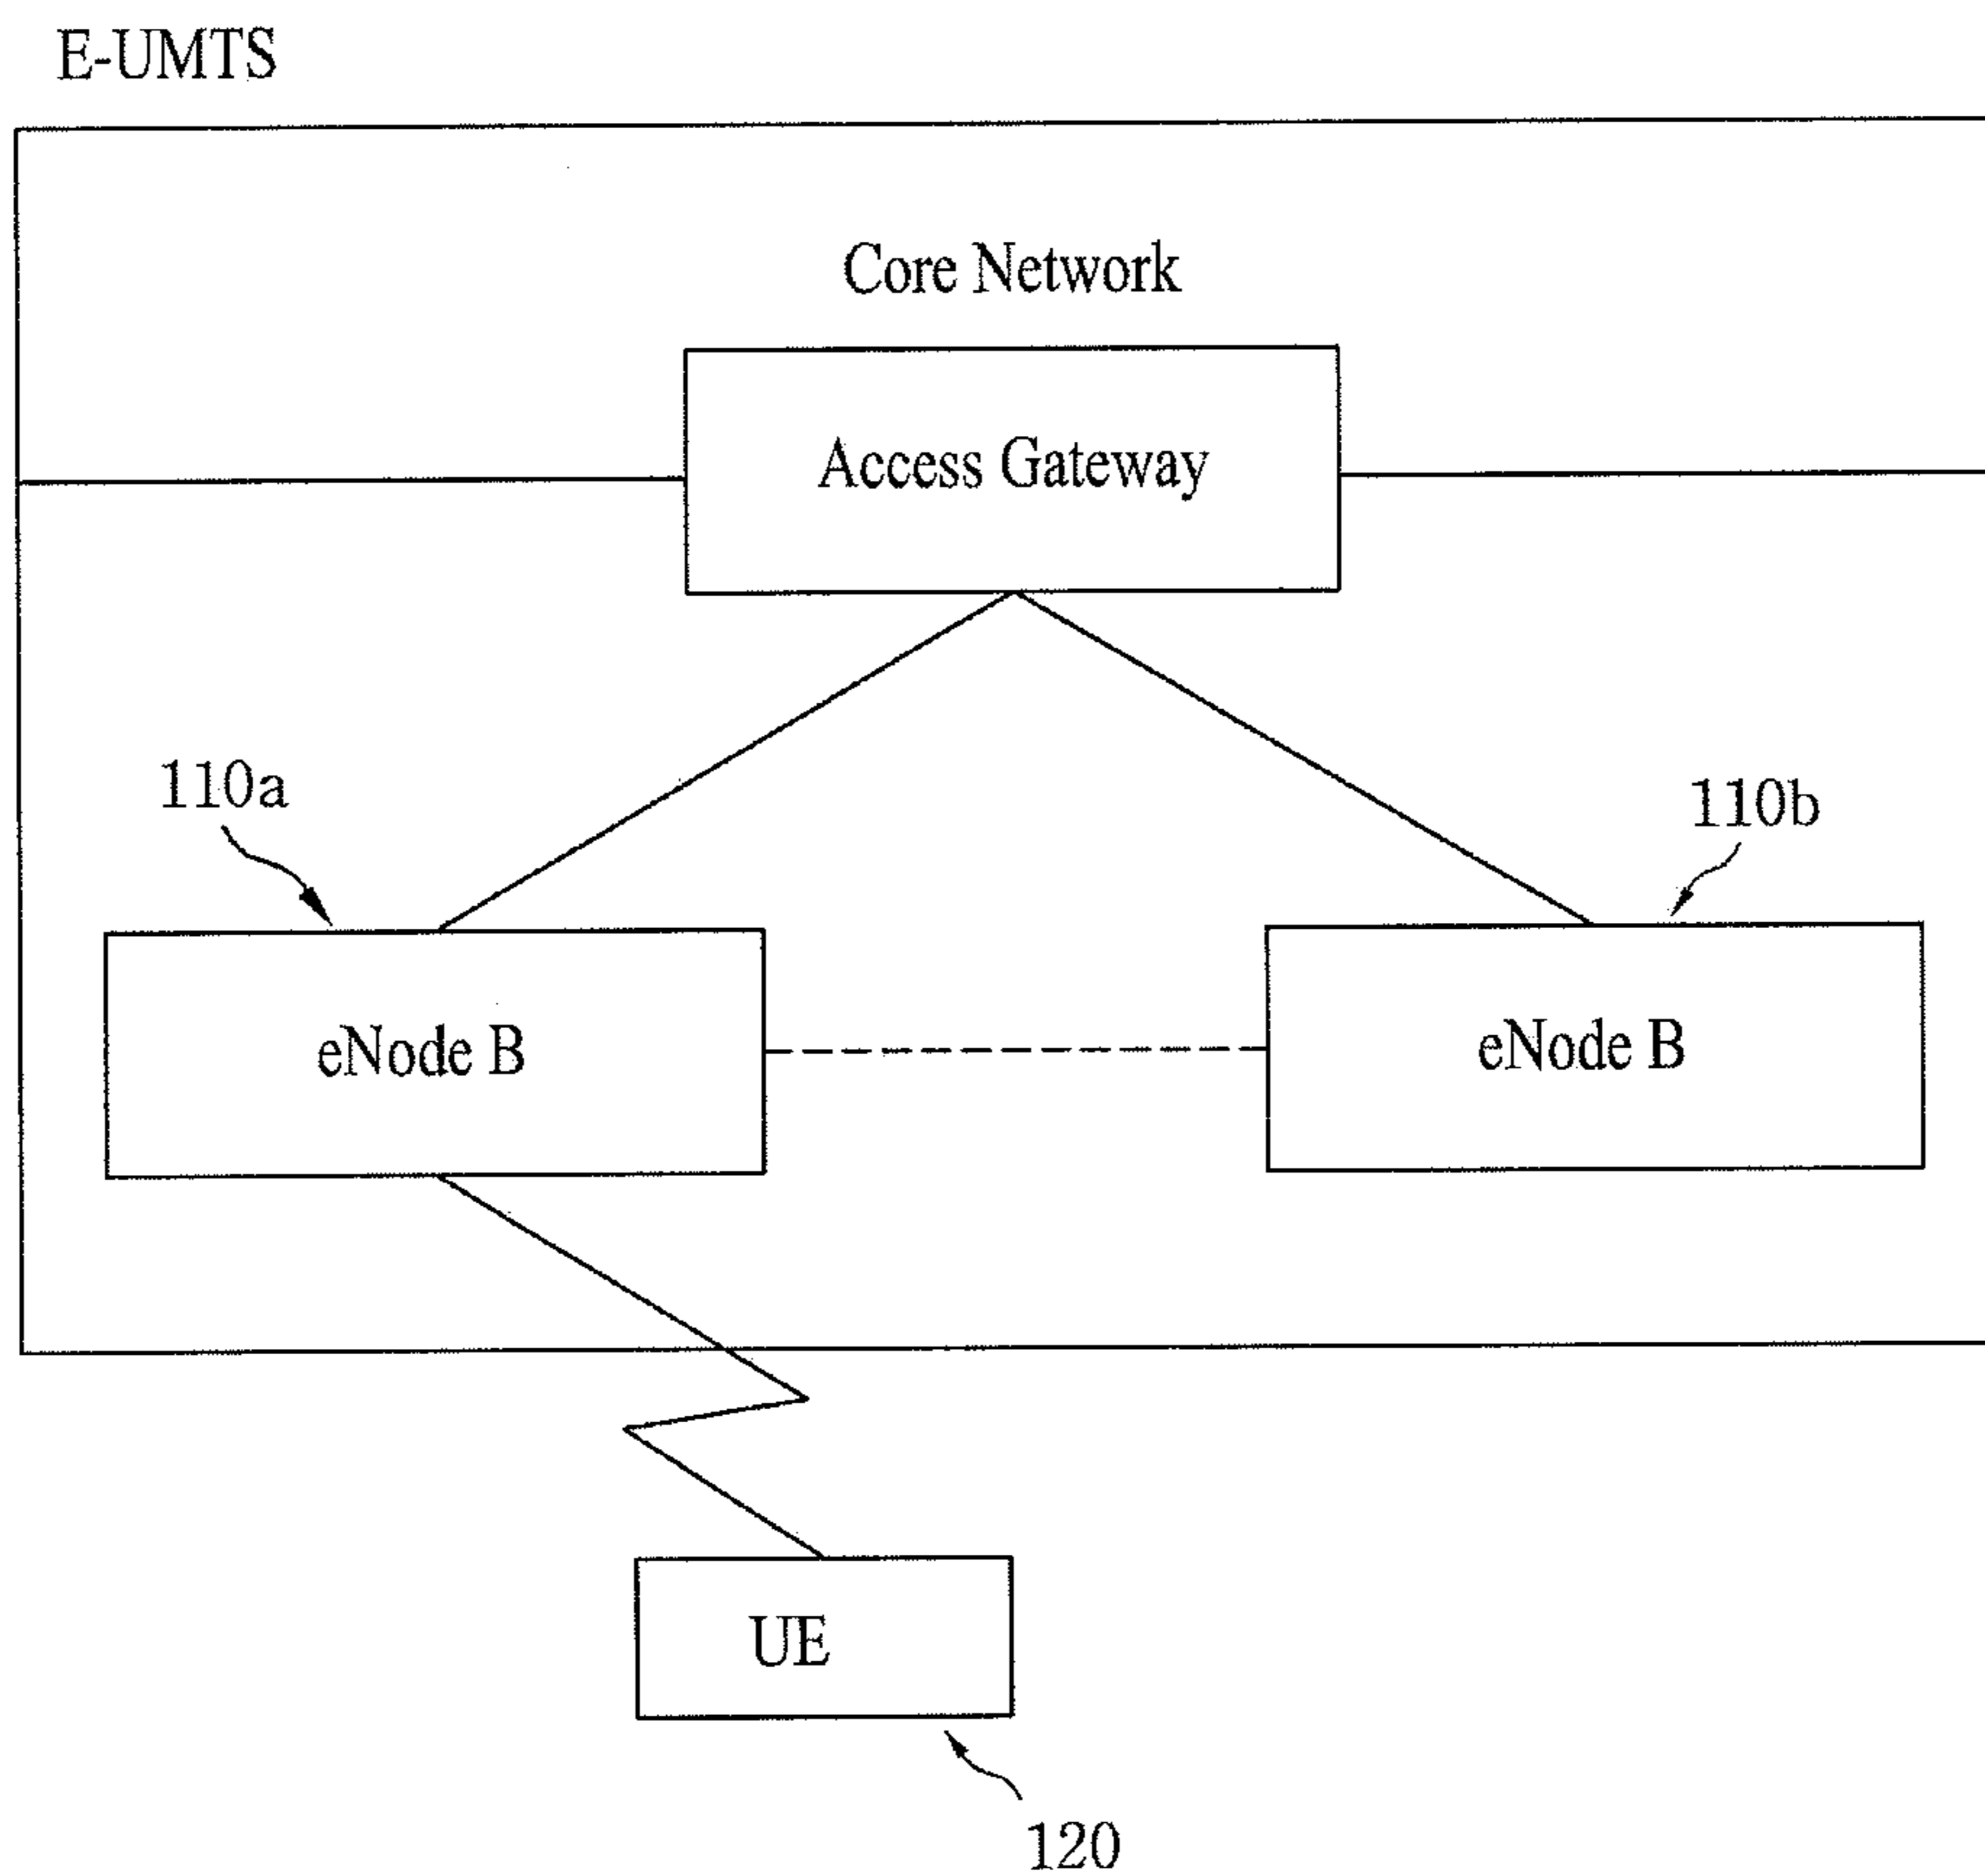 E-UMTS
Core Network
Access Gateway
110a
110b
eNode B
eNode B
UE
120